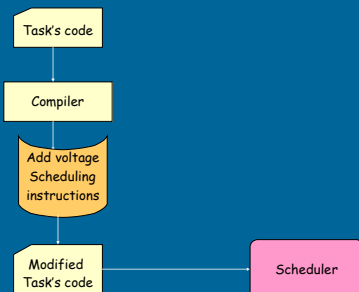 Task's code
Compiler
Add voltage
Scheduling
instructions
Modified
Task's code
Scheduler